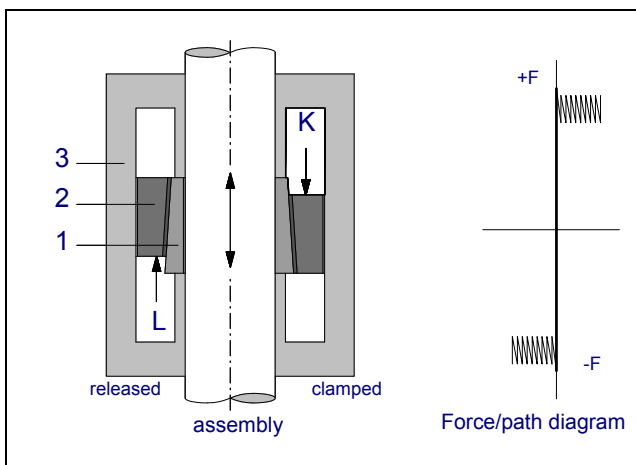 +F
K
3
2
1
L
-F
released
clamped
assembly
Force/path diagram